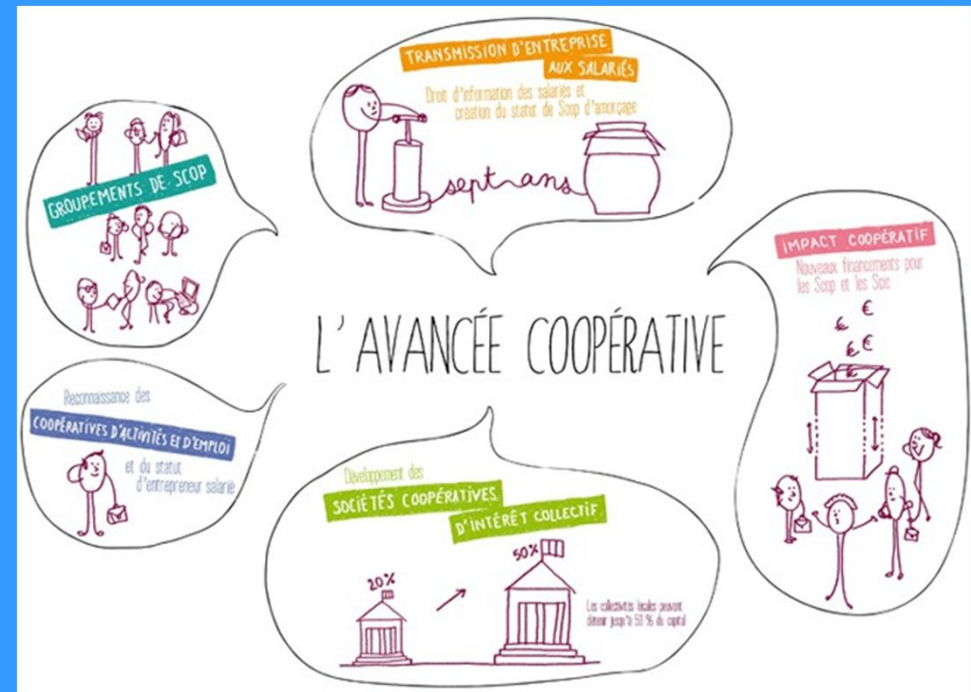 TRANSMISSION D'ENTREPRISE
AUX SALARIÉS
Droit d'information des salariés et
création du statut de Scop d'amorçage
sept ans
GROUPEMENTS DE SCOP
IMPACT COOPÉRATIF
Nouveaux financements pour
les Scop et les Scic
€ € € €
L'AVANCÉE COOPÉRATIVE
Reconnaissance des
COOPÉRATIVES D'ACTIVITÉS ET D'EMPLOI
et du statut
d'entrepreneur salarié
Développement des
SOCIÉTÉS COOPÉRATIVES
D'INTÉRÊT COLLECTIF
20%
50%
Les collectivités locales peuvent
détenir jusqu'à 50 % du capital